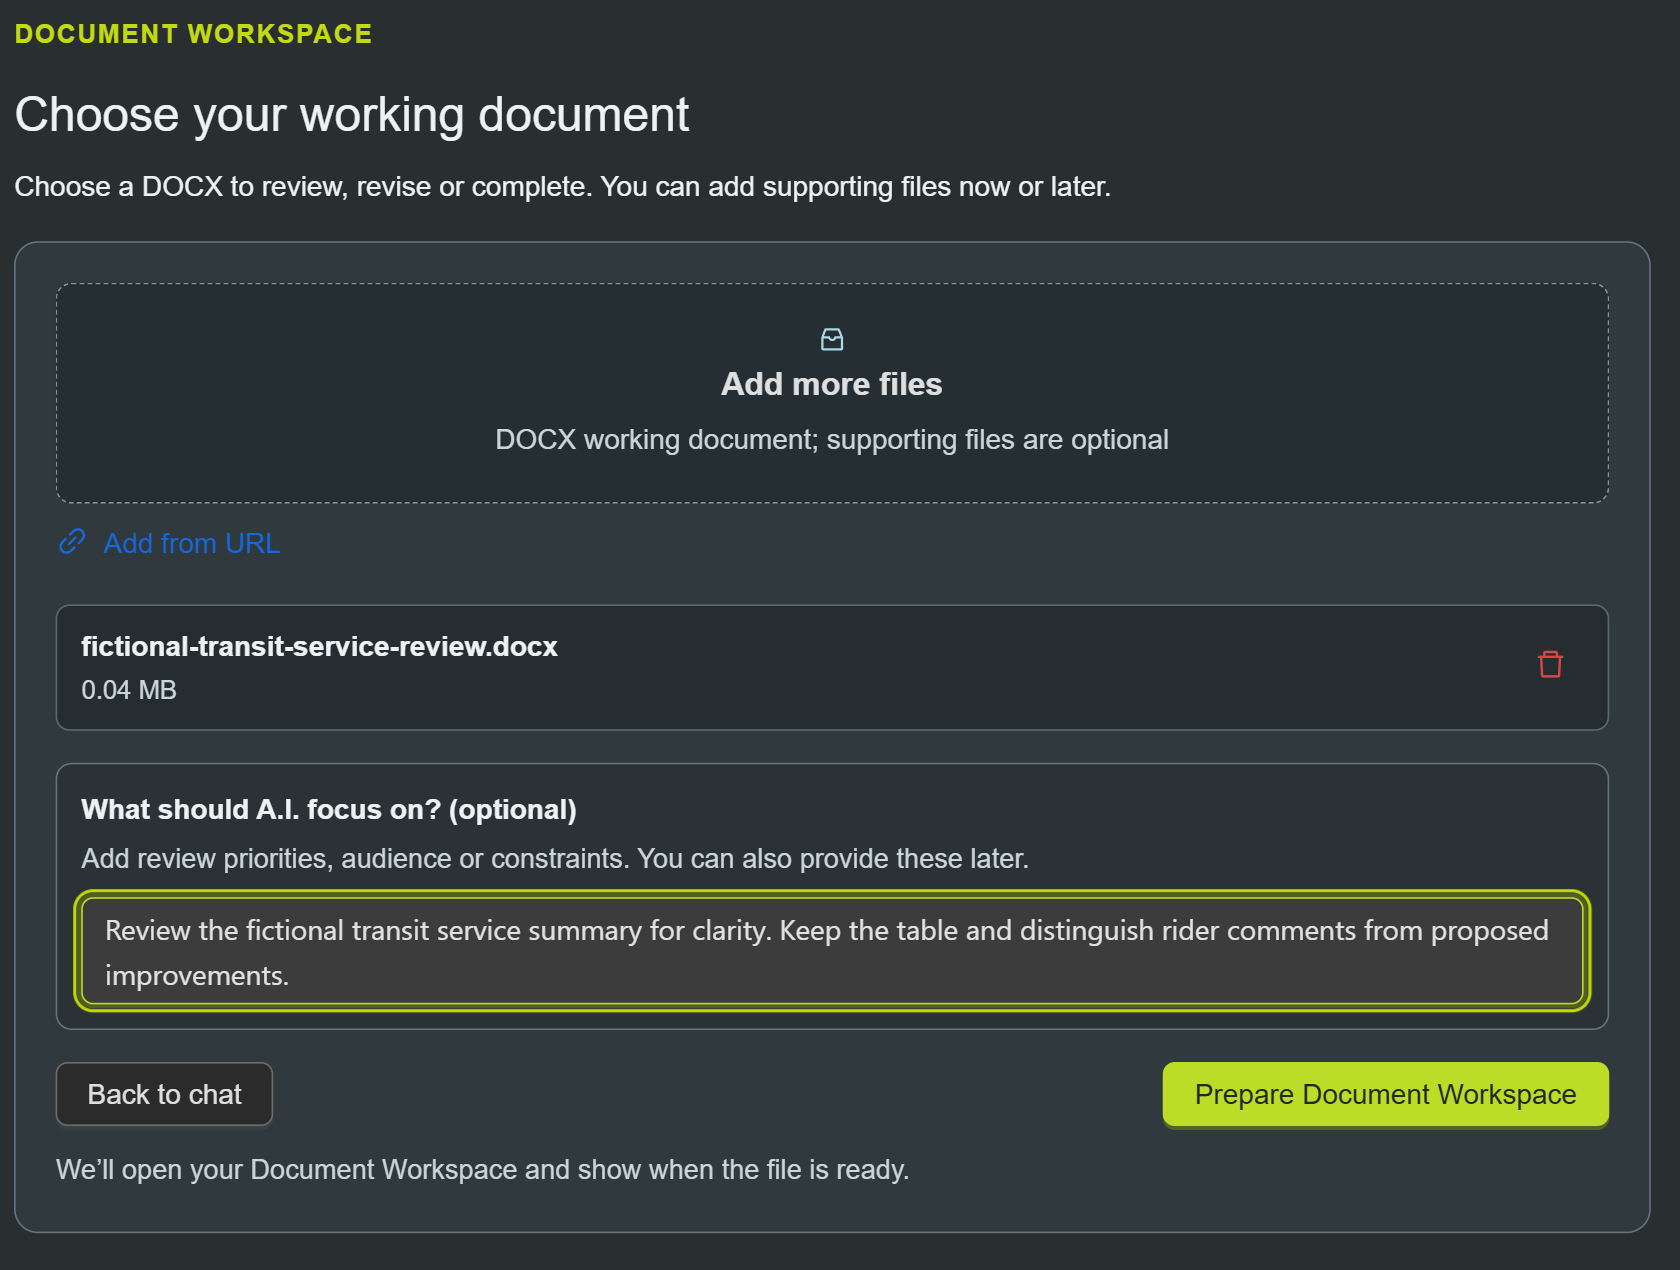 DOCUMENT WORKSPACE
Choose your working document
Choose a DOCX to review, revise or complete. You can add supporting files now or later.
Add more files
DOCX working document; supporting files are optional
Add from URL
fictional-transit-service-review.docx
0.04 MB
What should A.I. focus on? (optional)
Add review priorities, audience or constraints. You can also provide these later.
Review the fictional transit service summary for clarity. Keep the table and distinguish rider comments from proposed
improvements.
Back to chat
Prepare Document Workspace
We’ll open your Document Workspace and show when the file is ready.